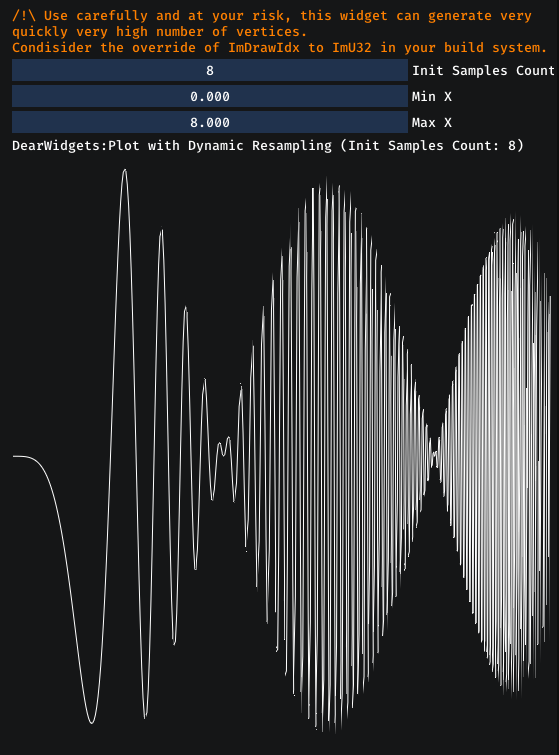 /!\ Use carefully and at your risk, this widget can generate very
quickly very high number of vertices.
Condisider the override of ImDrawIdx to ImU32 in your build system.
8 Init Samples Count
0.000 Min X
8.000 Max X
DearWidgets:Plot with Dynamic Resampling (Init Samples Count: 8)